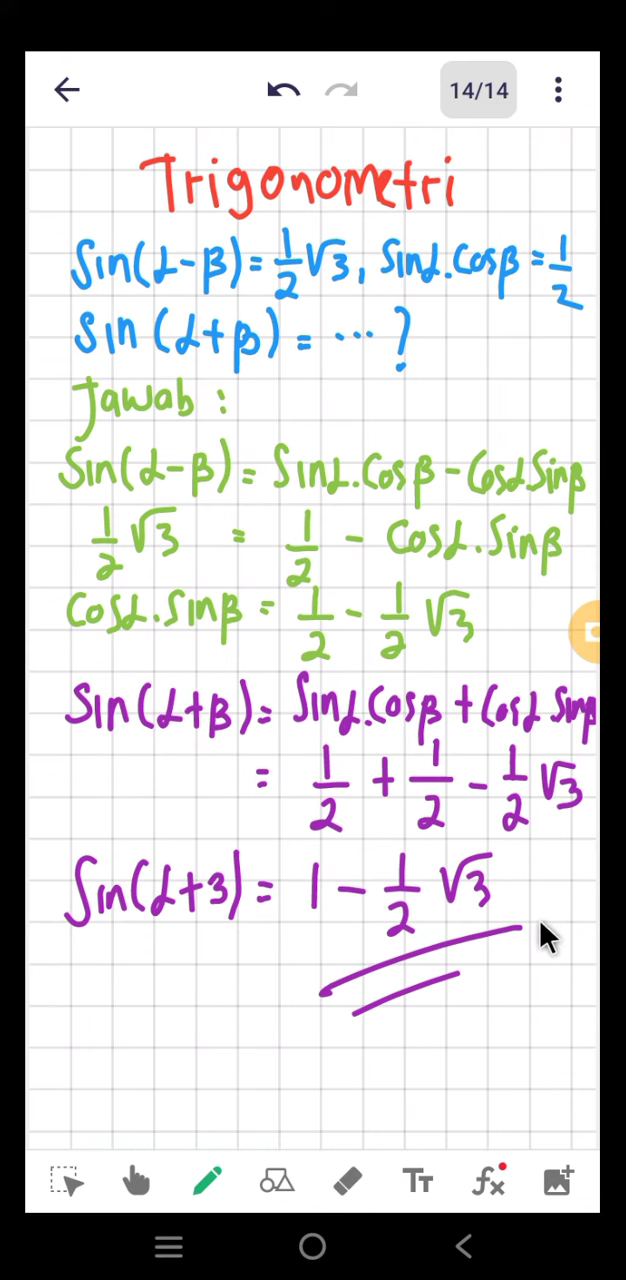 14/14
Trigonometri
Sin(α-β) = 1/2 √3, Sinα.Cosβ = 1/2
Sin (α+β) = ... ?
Jawab :
Sin(α-β) = Sinα.Cosβ - Cosα.Sinβ
1/2 √3 = 1/2 - Cosα.Sinβ
Cosα.Sinβ = 1/2 - 1/2 √3
Sin(α+β) = Sinα.Cosβ + Cosα Sinβ
= 1/2 + 1/2 - 1/2 √3
Sin(α+3) = 1 - 1/2 √3
TT fx